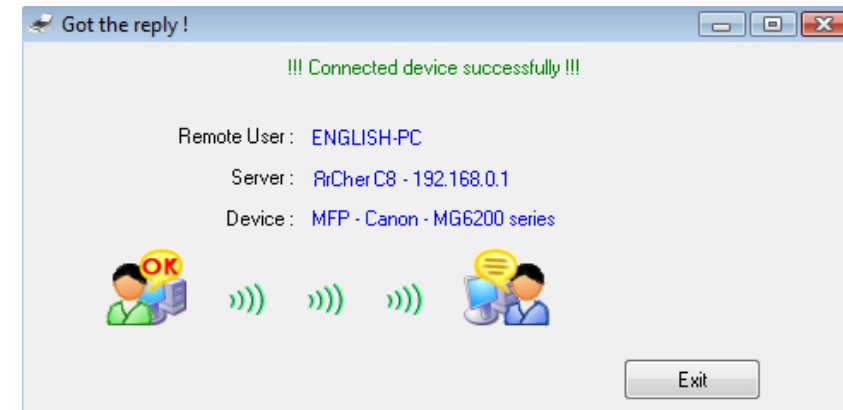 Got the reply !
!!! Connected device successfully !!!
Remote User : ENGLISH-PC
Server : ArCher C8 - 192.168.0.1
Device : MFP - Canon - MG6200 series
OK
Exit